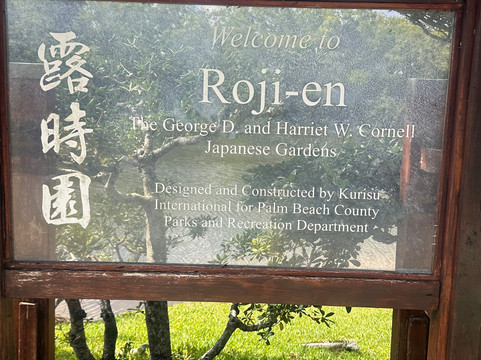 露時園
Welcome to
Roji-en
The George D. and Harriet W. Cornell
Japanese Gardens
Designed and Constructed by Kurisu
International for Palm Beach County
Parks and Recreation Department